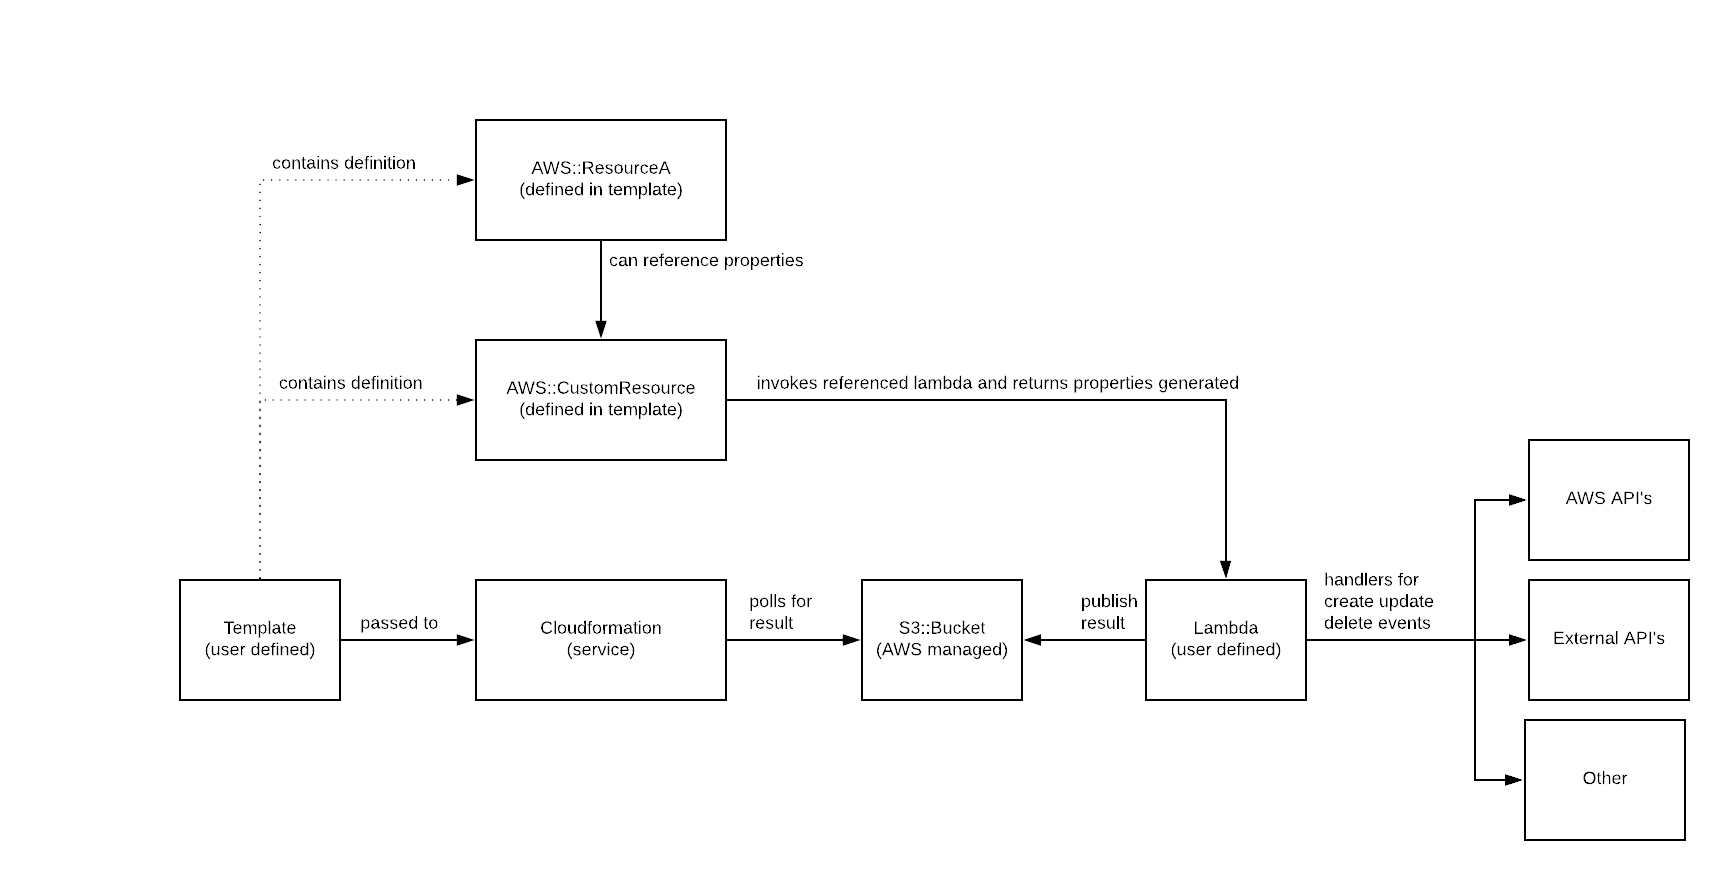 contains definition
AWS::ResourceA
(defined in template)
can reference properties
contains definition
AWS::CustomResource
(defined in template)
invokes referenced lambda and returns properties generated
AWS API's
Template
(user defined)
passed to
Cloudformation
(service)
polls for
result
S3::Bucket
(AWS managed)
publish
result
Lambda
(user defined)
handlers for
create update
delete events
External API's
Other